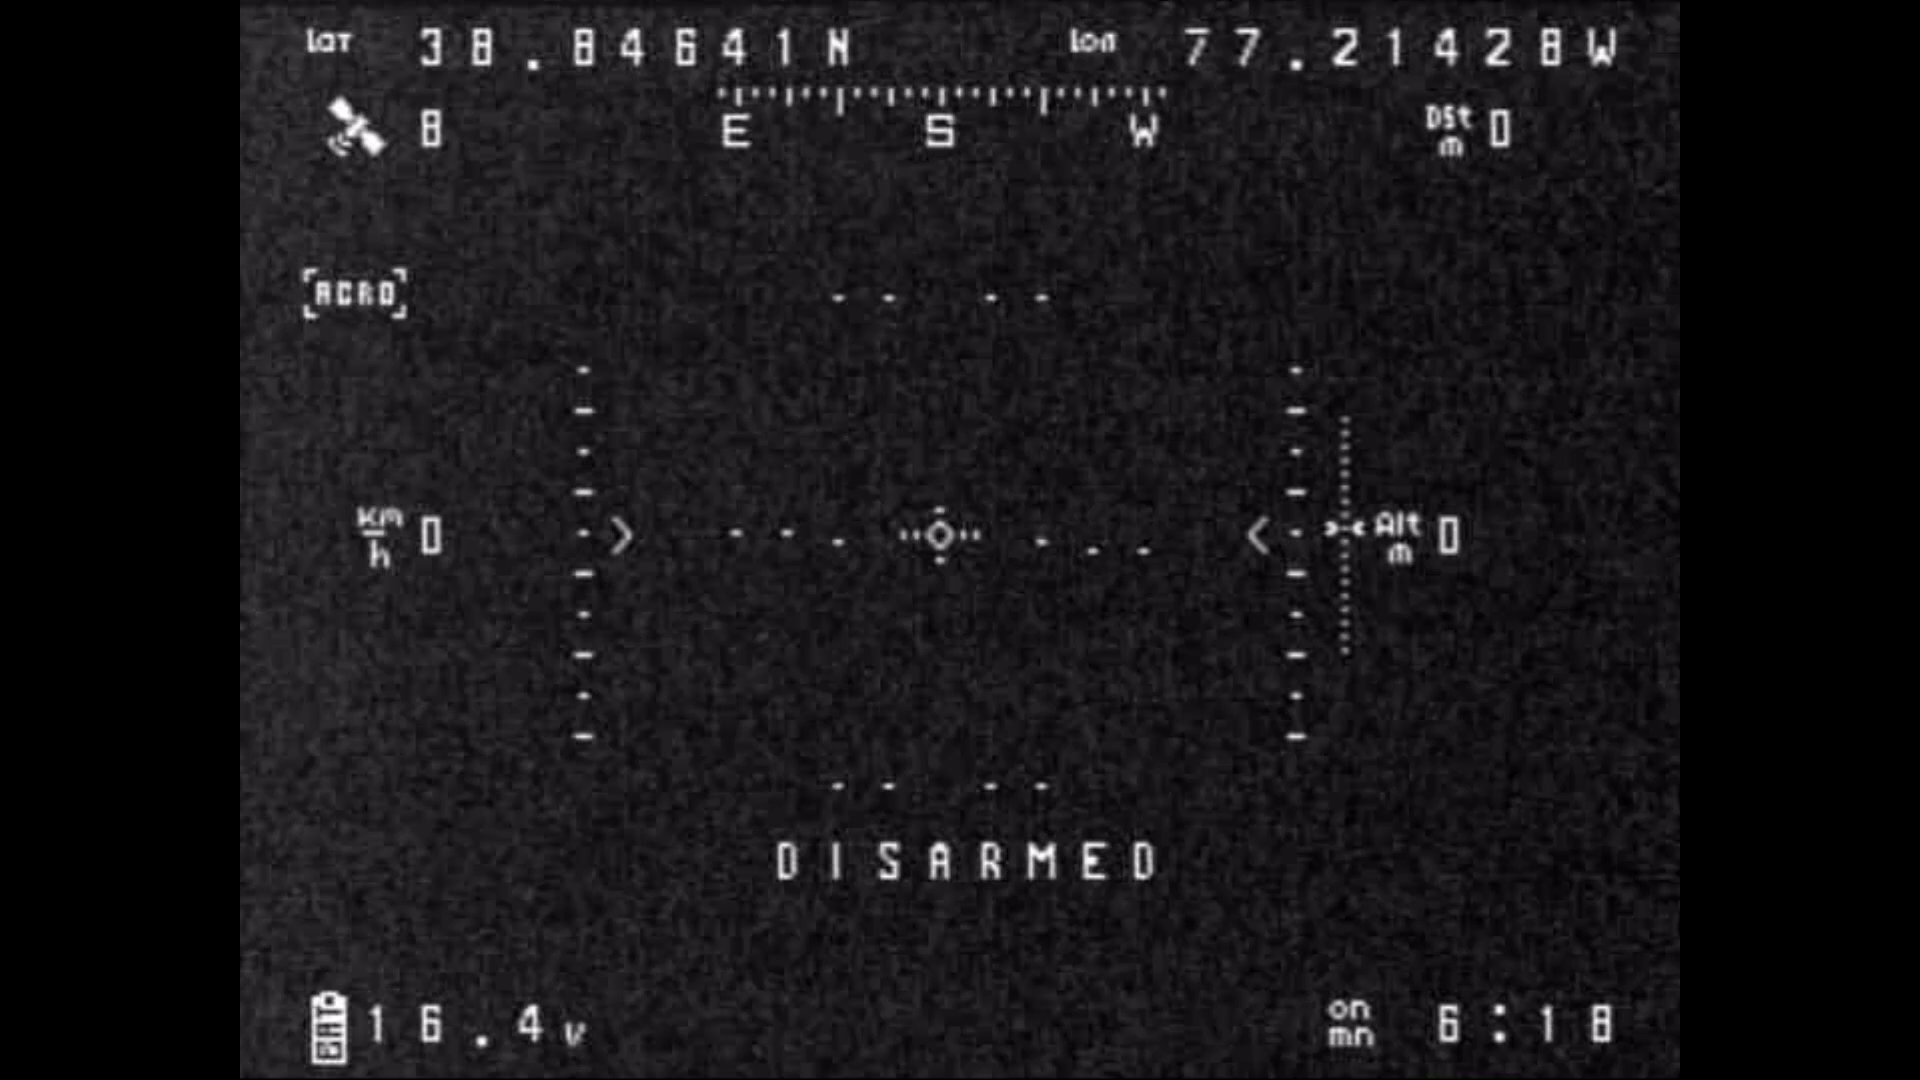 LAT 38.84641N LON 77.21428W
8 E S W DSt m 0
ACRO
km/h 0 Alt m 0
DISARMED
BAT 16.4v on mn 6:18